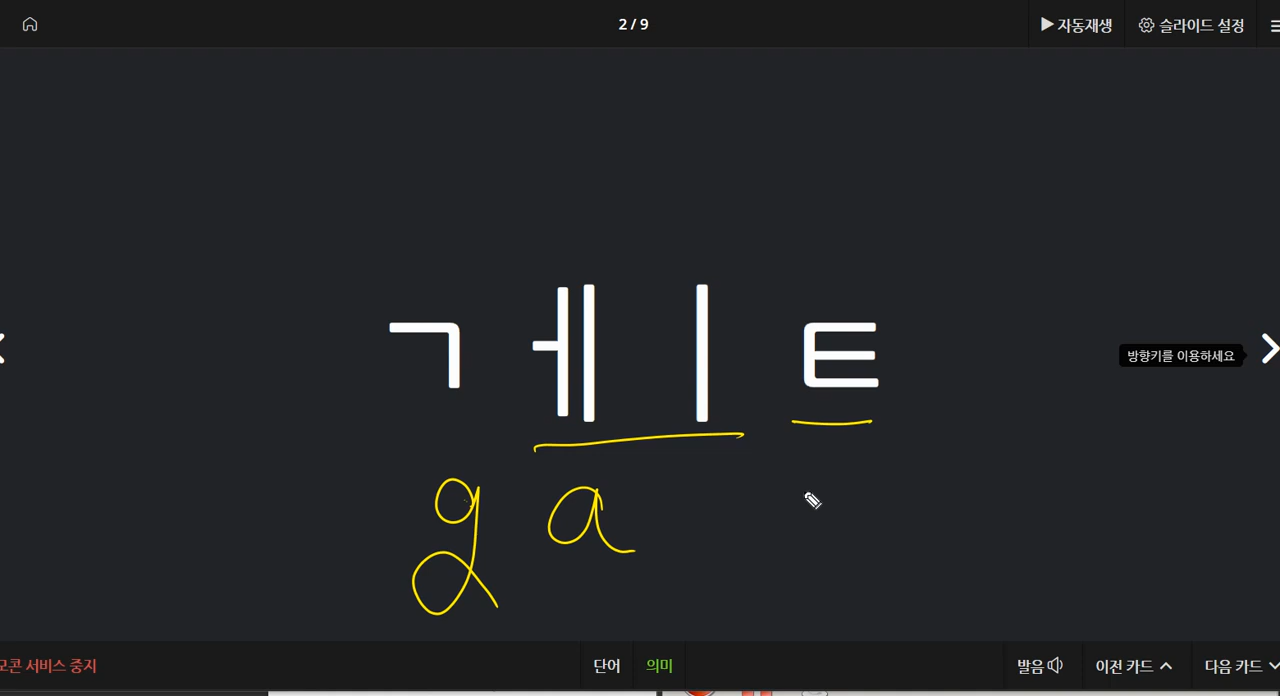 2 / 9
자동재생
슬라이드 설정
ㄱ ㅔ ㅣ ㅌ
방향키를 이용하세요
g a
모콘 서비스 중지
단어
의미
발음
이전 카드
다음 카드